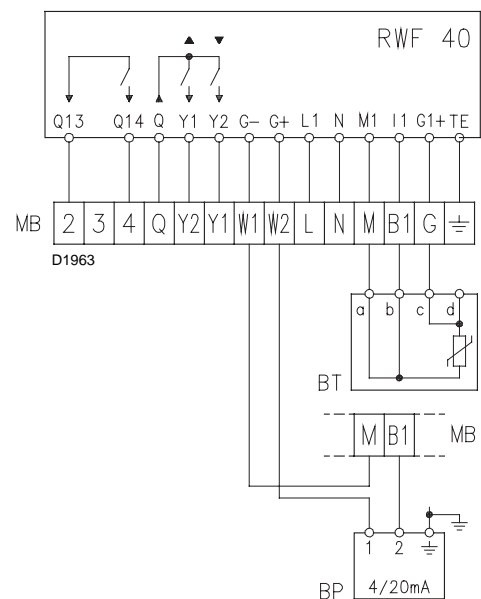 RWF 40
Q13 Q14 Q Y1 Y2 G- G+ L1 N M1 I1 G1+ TE
MB 2 3 4 Q Y2 Y1 W1 W2 L N M B1 G
D1963
a b c d
BT
M B1 MB
1 2
BP 4/20mA